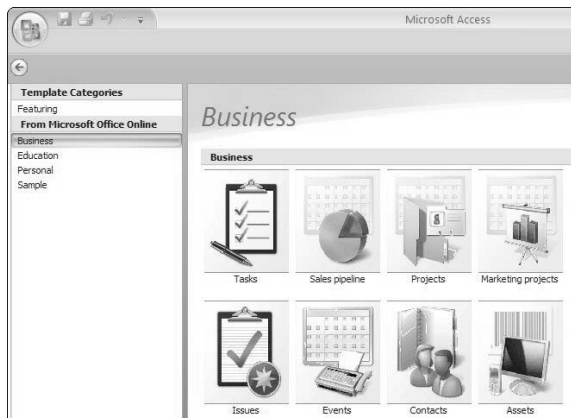 Microsoft Access
Template Categories
Featuring
From Microsoft Office Online
Business
Education
Personal
Sample
Business
Business
Tasks
Sales pipeline
Projects
Marketing projects
Issues
Events
Contacts
Assets